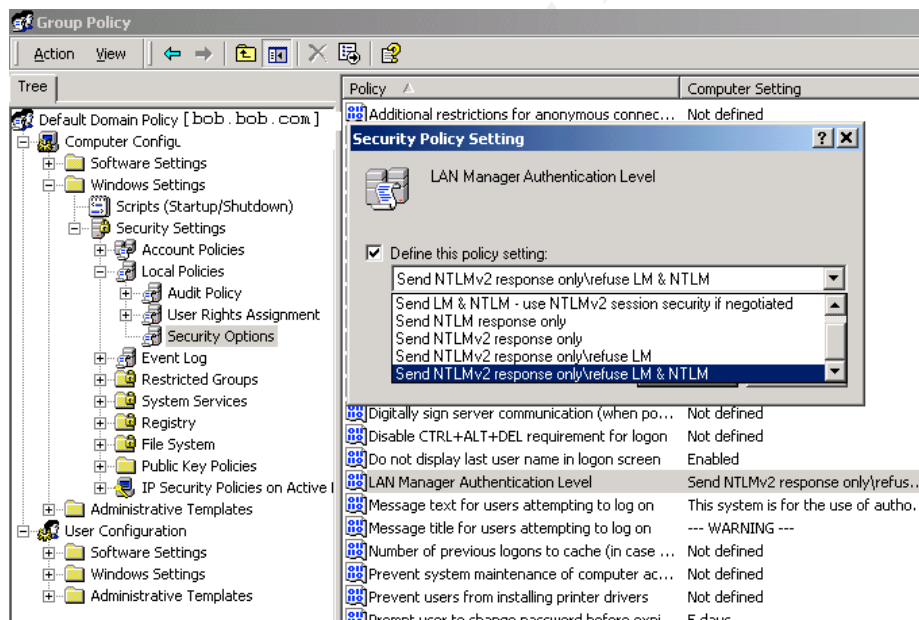 Group Policy
Action View
Tree
Policy Computer Setting
Default Domain Policy [bob.bob.com]
Computer Configu
Software Settings
Windows Settings
Scripts (Startup/Shutdown)
Security Settings
Account Policies
Local Policies
Audit Policy
User Rights Assignment
Security Options
Event Log
Restricted Groups
System Services
Registry
File System
Public Key Policies
IP Security Policies on Active
Administrative Templates
User Configuration
Software Settings
Windows Settings
Administrative Templates
Additional restrictions for anonymous connec... Not defined
Security Policy Setting
LAN Manager Authentication Level
Define this policy setting:
Send NTLMv2 response only\refuse LM & NTLM
Send LM & NTLM - use NTLMv2 session security if negotiated
Send NTLM response only
Send NTLMv2 response only
Send NTLMv2 response only\refuse LM
Send NTLMv2 response only\refuse LM & NTLM
Digitally sign server communication (when po... Not defined
Disable CTRL+ALT+DEL requirement for logon Not defined
Do not display last user name in logon screen Enabled
LAN Manager Authentication Level Send NTLMv2 response only\refus...
Message text for users attempting to log on This system is for the use of autho...
Message title for users attempting to log on --- WARNING ---
Number of previous logons to cache (in case ... Not defined
Prevent system maintenance of computer ac... Not defined
Prevent users from installing printer drivers Not defined
Prompt user to change password before expi... 5 days